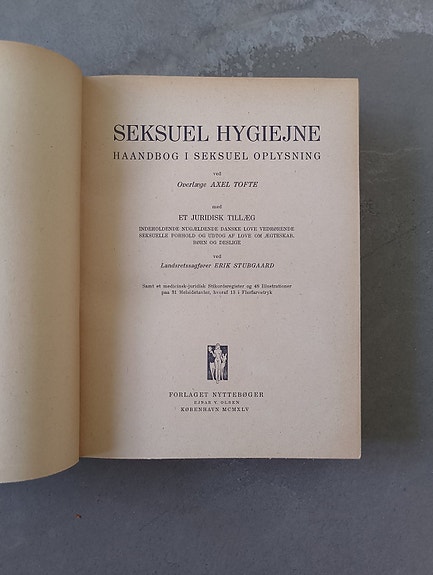 SEKSUEL HYGIEJNE
HAANDBOG I SEKSUEL OPLYSNING
ved
Overlæge AXEL TOFTE
med
ET JURIDISK TILLÆG
INDEHOLDENDE NUGÆLDENDE DANSKE LOVE VEDRØRENDE
SEKSUELLE FORHOLD OG UDTOG AF LOVE OM ÆGTESKAB,
BØRN OG DESLIGE
ved
Landsretssagfører ERIK STUBGAARD
Samt et medicinsk-juridisk Stikordsregister og 48 Illustrationer
paa 31 Helsidestavler, hvoraf 13 i Flerfarvetryk
FORLAGET NYTTEBØGER
EJNAR V. OLSEN
KØBENHAVN MCMXLV